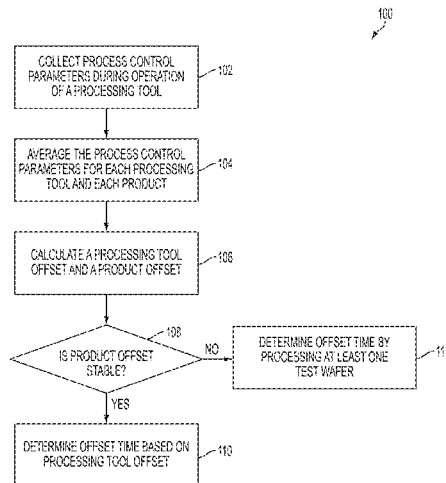 100
COLLECT PROCESS CONTROL
PARAMETERS DURING OPERATION
OF A PROCESSING TOOL
102
AVERAGE THE PROCESS CONTROL
PARAMETERS FOR EACH PROCESSING
TOOL AND EACH PRODUCT
104
CALCULATE A PROCESSING TOOL
OFFSET AND A PRODUCT OFFSET
106
108
IS PRODUCT OFFSET
STABLE?
NO
DETERMINE OFFSET TIME BY
PROCESSING AT LEAST ONE
TEST WAFER
11
YES
DETERMINE OFFSET TIME BASED ON
PROCESSING TOOL OFFSET
110